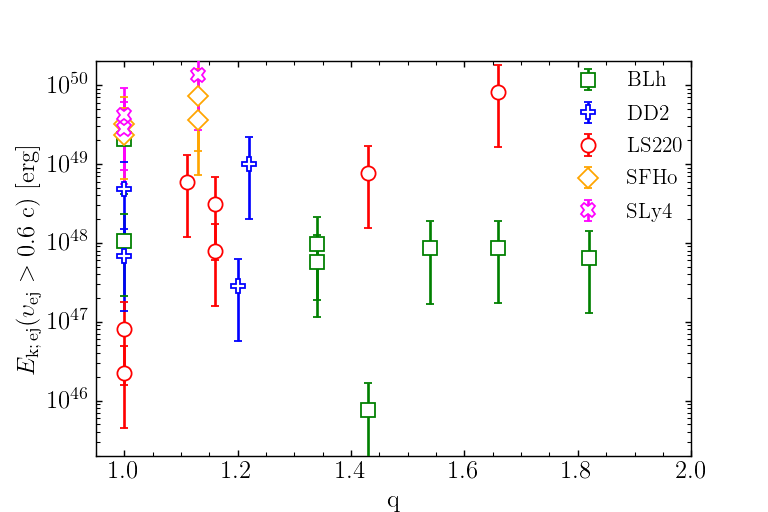 E_k; ej(υ_ej > 0.6 c) [erg]
10^50
10^49
10^48
10^47
10^46
1.0 1.2 1.4 1.6 1.8 2.0
q
BLh
DD2
LS220
SFHo
SLy4